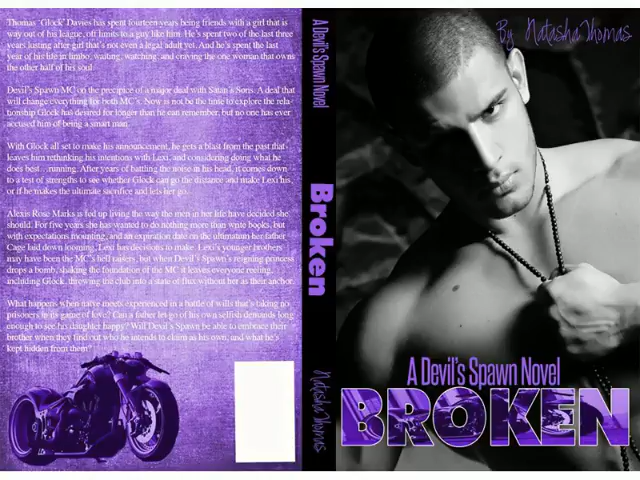 Thomas 'Glock' Davies has spent fourteen years being friends with a girl that is
way out of his league, off limits to a guy like him. He's spent two of the last three
years lusting after girl that's not even a legal adult yet. And he's spent the last
year of his life in limbo, waiting, watching, and craving the one woman that owns
the other half of his soul.
Devil's Spawn MC on the precipice of a major deal with Satan's Sons. A deal that
will change everything for both MC's. Now is not be the time to explore the rela-
tionship Glock has desired for longer than he can remember, but no one has ever
accused him of being a smart man.
With Glock all set to make his announcement, he gets a blast from the past that
leaves him rethinking his intentions with Lexi, and considering doing what he
does best…running. After years of battling the noise in his head, it comes down
to a test of strengths to see whether Glock can go the distance and make Lexi his,
or if he makes the ultimate sacrifice and lets her go.
Alexis Rose Marks is fed up living the way the men in her life have decided she
should. For five years she has wanted to do nothing more than write books, but
with expectations mounting, and an expiration date on the ultimatum her father
Cage laid down looming, Lexi has decisions to make. Lexi's younger brothers
may have been the MC's hell raisers, but when Devil's Spawn's reigning princess
drops a bomb, shaking the foundation of the MC it leaves everyone reeling,
including Glock, throwing the club into a state of flux without her as their anchor.
What happens when naive meets experienced in a battle of wills that's taking no
prisoners in its game of love? Can a father let go of his own selfish demands long
enough to see his daughter happy? Will Devil's Spawn be able to embrace their
brother when they find out who he intends to claim as his own, and what he's
kept hidden from them?
A Devil's Spawn Novel
Broken
Natasha Thomas
By Natasha Thomas
A Devil's Spawn Novel
BROKEN